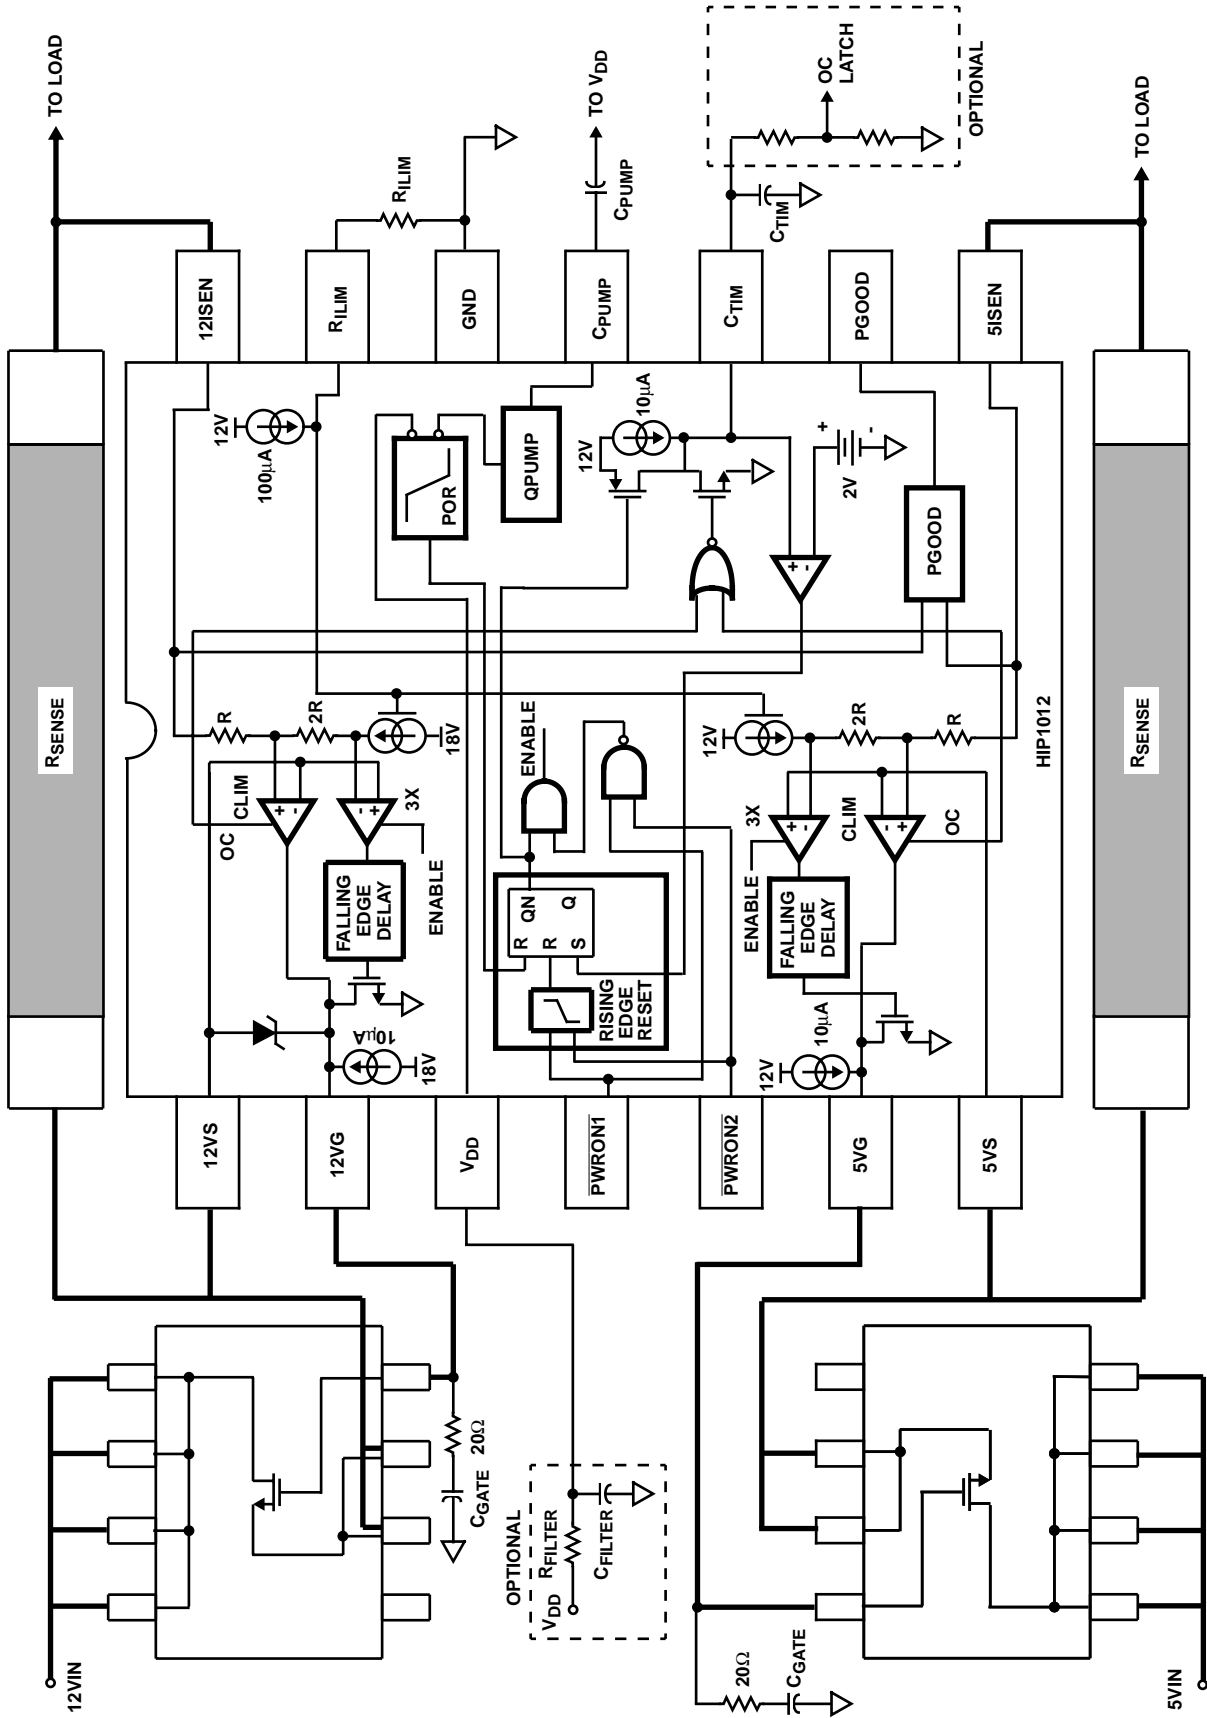 TO LOAD
RSENSE
12VIN
12VS
12VG
VDD
PWRON1
PWRON2
5VG
5VS
12ISEN
RILIM
GND
CPUMP
CTIM
PGOOD
5ISEN
RILIM
CPUMP
TO VDD
CTIM
OC
LATCH
OPTIONAL
TO LOAD
12V
100µA
POR
QPUMP
12V
10µA
+
-
2V
PGOOD
+
-
R
2R
18V
CLIM
OC
+
-
-
+
3X
ENABLE
FALLING
EDGE
DELAY
10µA
18V
ENABLE
R
R
S
QN
Q
RISING
EDGE
RESET
12V
2R
R
3X
CLIM
OC
+
-
-
+
ENABLE
FALLING
EDGE
DELAY
12V
10µA
HIP1012
RSENSE
20Ω
CGATE
OPTIONAL
VDD
RFILTER
CFILTER
20Ω
CGATE
5VIN